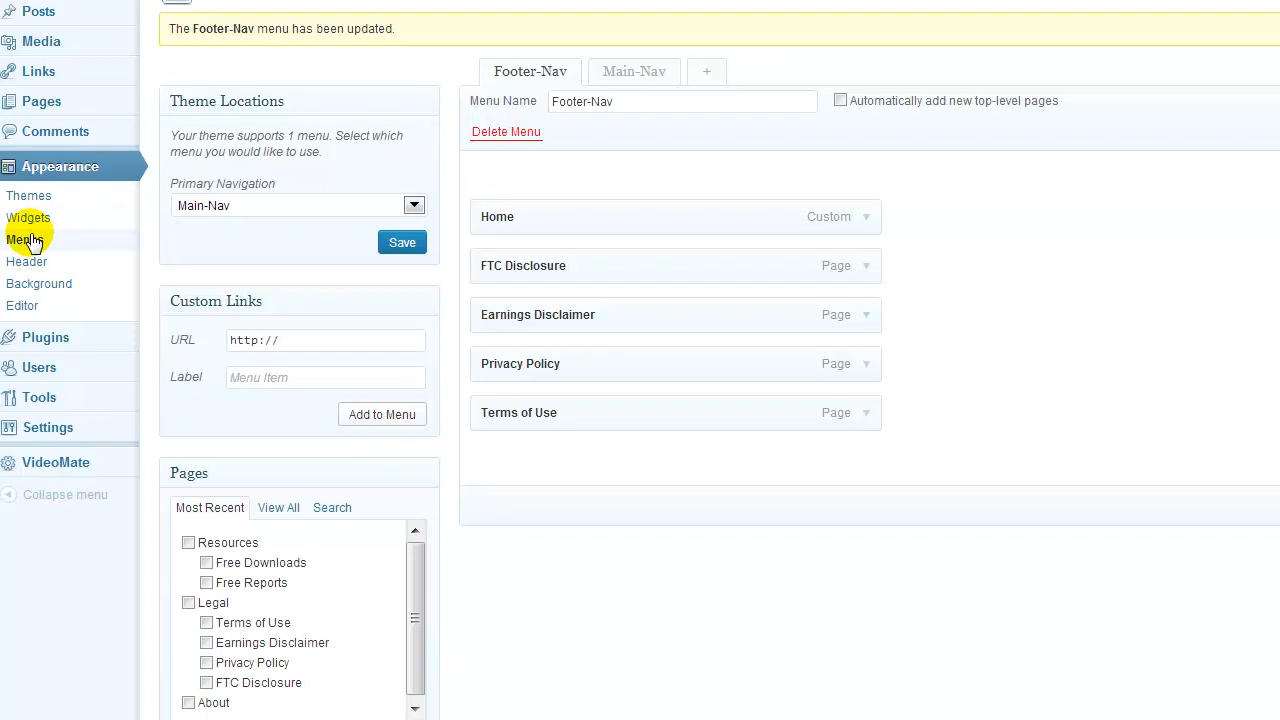 Posts
Media
Links
Pages
Comments
Appearance
Themes
Widgets
Menus
Header
Background
Editor
Plugins
Users
Tools
Settings
VideoMate
Collapse menu
The Footer-Nav menu has been updated.
Theme Locations
Your theme supports 1 menu. Select which
menu you would like to use.
Primary Navigation
Main-Nav
Save
Custom Links
URL http://
Label Menu Item
Add to Menu
Pages
Most Recent View All Search
Resources
Free Downloads
Free Reports
Legal
Terms of Use
Earnings Disclaimer
Privacy Policy
FTC Disclosure
About
Footer-Nav Main-Nav +
Menu Name Footer-Nav Automatically add new top-level pages
Delete Menu
Home Custom
FTC Disclosure Page
Earnings Disclaimer Page
Privacy Policy Page
Terms of Use Page